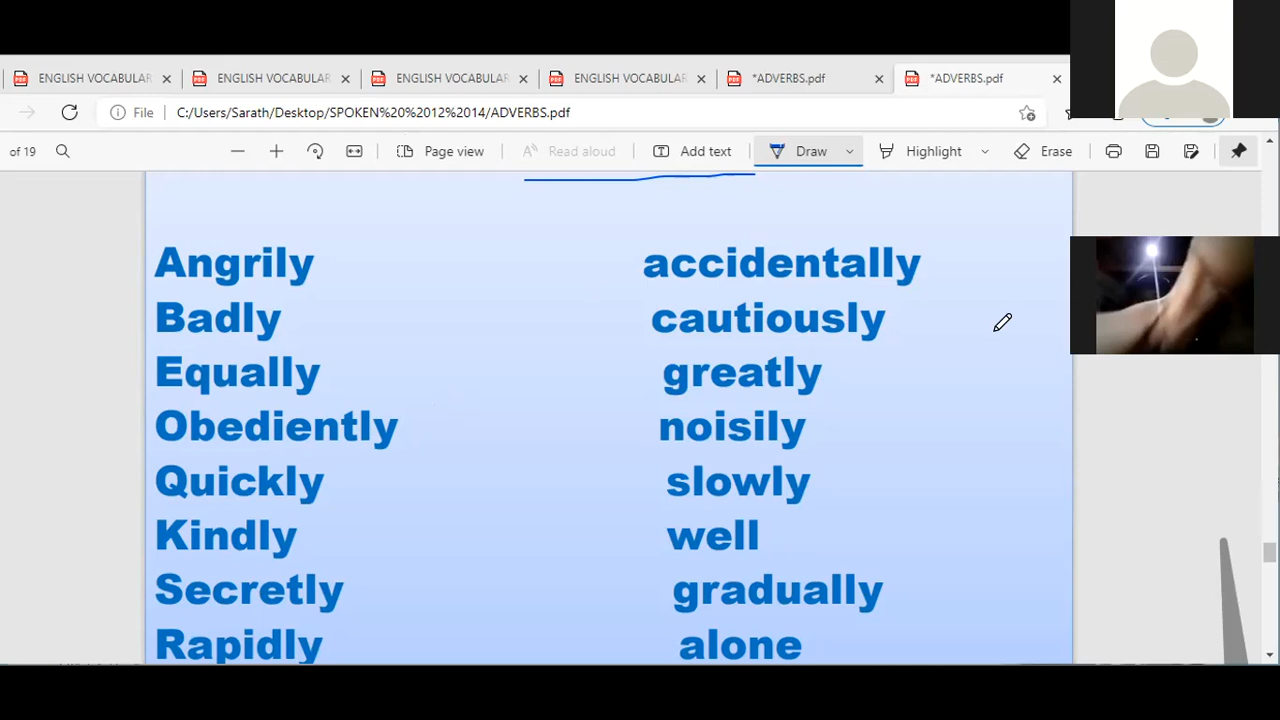 ENGLISH VOCABULAR ENGLISH VOCABULAR ENGLISH VOCABULAR ENGLISH VOCABULAR *ADVERBS.pdf *ADVERBS.pdf
File C:/Users/Sarath/Desktop/SPOKEN%20%2012%2014/ADVERBS.pdf
of 19 Page view Read aloud Add text Draw Highlight Erase
Angrily accidentally
Badly cautiously
Equally greatly
Obediently noisily
Quickly slowly
Kindly well
Secretly gradually
Rapidly alone